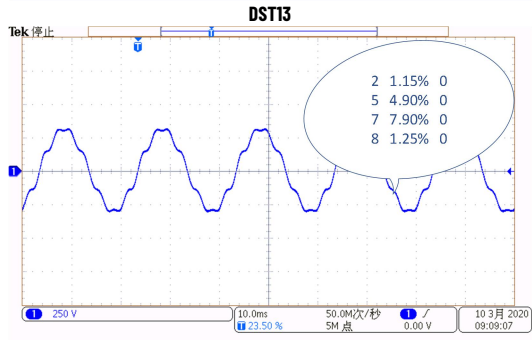 DST13
Tek 停止
T
T
2 1.15% 0
5 4.90% 0
7 7.90% 0
8 1.25% 0
1
1 250 V
10.0ms 50.0M次/秒 1 /
T 23.50 % 5M 点 0.00 V
10 3月 2020
09:09:07